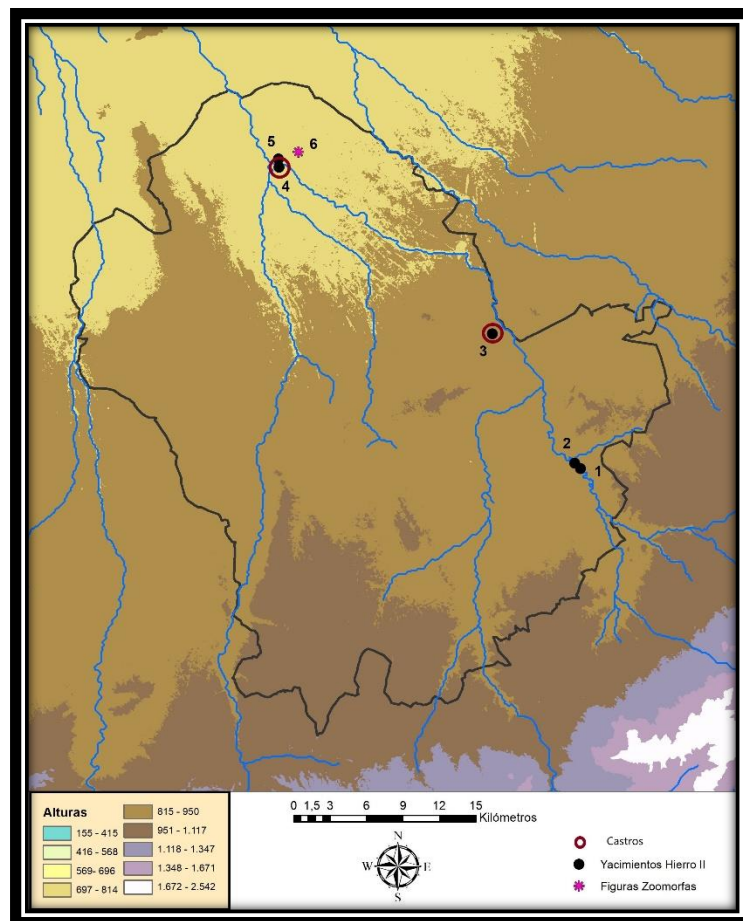 5
6
4
3
2
1
Alturas
155 - 415
416 - 568
569- 696
697 - 814
815 - 950
951 - 1.117
1.118 - 1.347
1.348 - 1.671
1.672 - 2.542
0 1,5 3 6 9 12 15
Kilómetros
N
W E
S
Castros
Yacimientos Hierro II
Figuras Zoomorfas